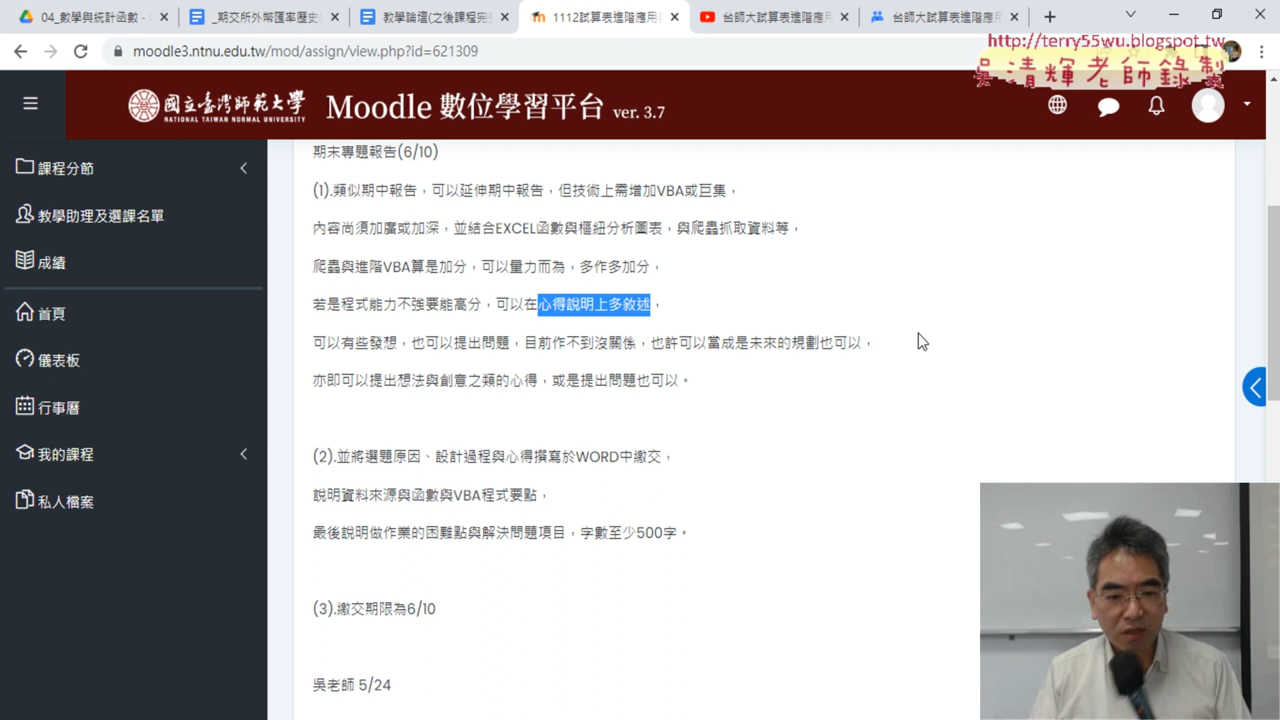 04_數學與統計函數 -
_期交所外幣匯率歷史
教學論壇(之後課程完
1112試算表進階應用
台師大試算表進階應
台師大試算表進階應用
moodle3.ntnu.edu.tw/mod/assign/view.php?id=621309
http://terry55wu.blogspot.tw
吳清輝老師錄製
國立臺灣師範大學
NATIONAL TAIWAN NORMAL UNIVERSITY
Moodle 數位學習平台 ver. 3.7
課程分節
教學助理及選課名單
成績
首頁
儀表板
行事曆
我的課程
私人檔案
期末專題報告(6/10)
(1).類似期中報告，可以延伸期中報告，但技術上需增加VBA或巨集，
內容尚須加廣或加深，並結合EXCEL函數與樞紐分析圖表，與爬蟲抓取資料等，
爬蟲與進階VBA算是加分，可以量力而為，多作多加分，
若是程式能力不強要能高分，可以在心得說明上多敘述，
可以有些發想，也可以提出問題，目前作不到沒關係，也許可以當成是未來的規劃也可以，
亦即可以提出想法與創意之類的心得，或是提出問題也可以。
(2).並將選題原因、設計過程與心得撰寫於WORD中繳交，
說明資料來源與函數與VBA程式要點，
最後說明做作業的困難點與解決問題項目，字數至少500字。
(3).繳交期限為6/10
吳老師 5/24